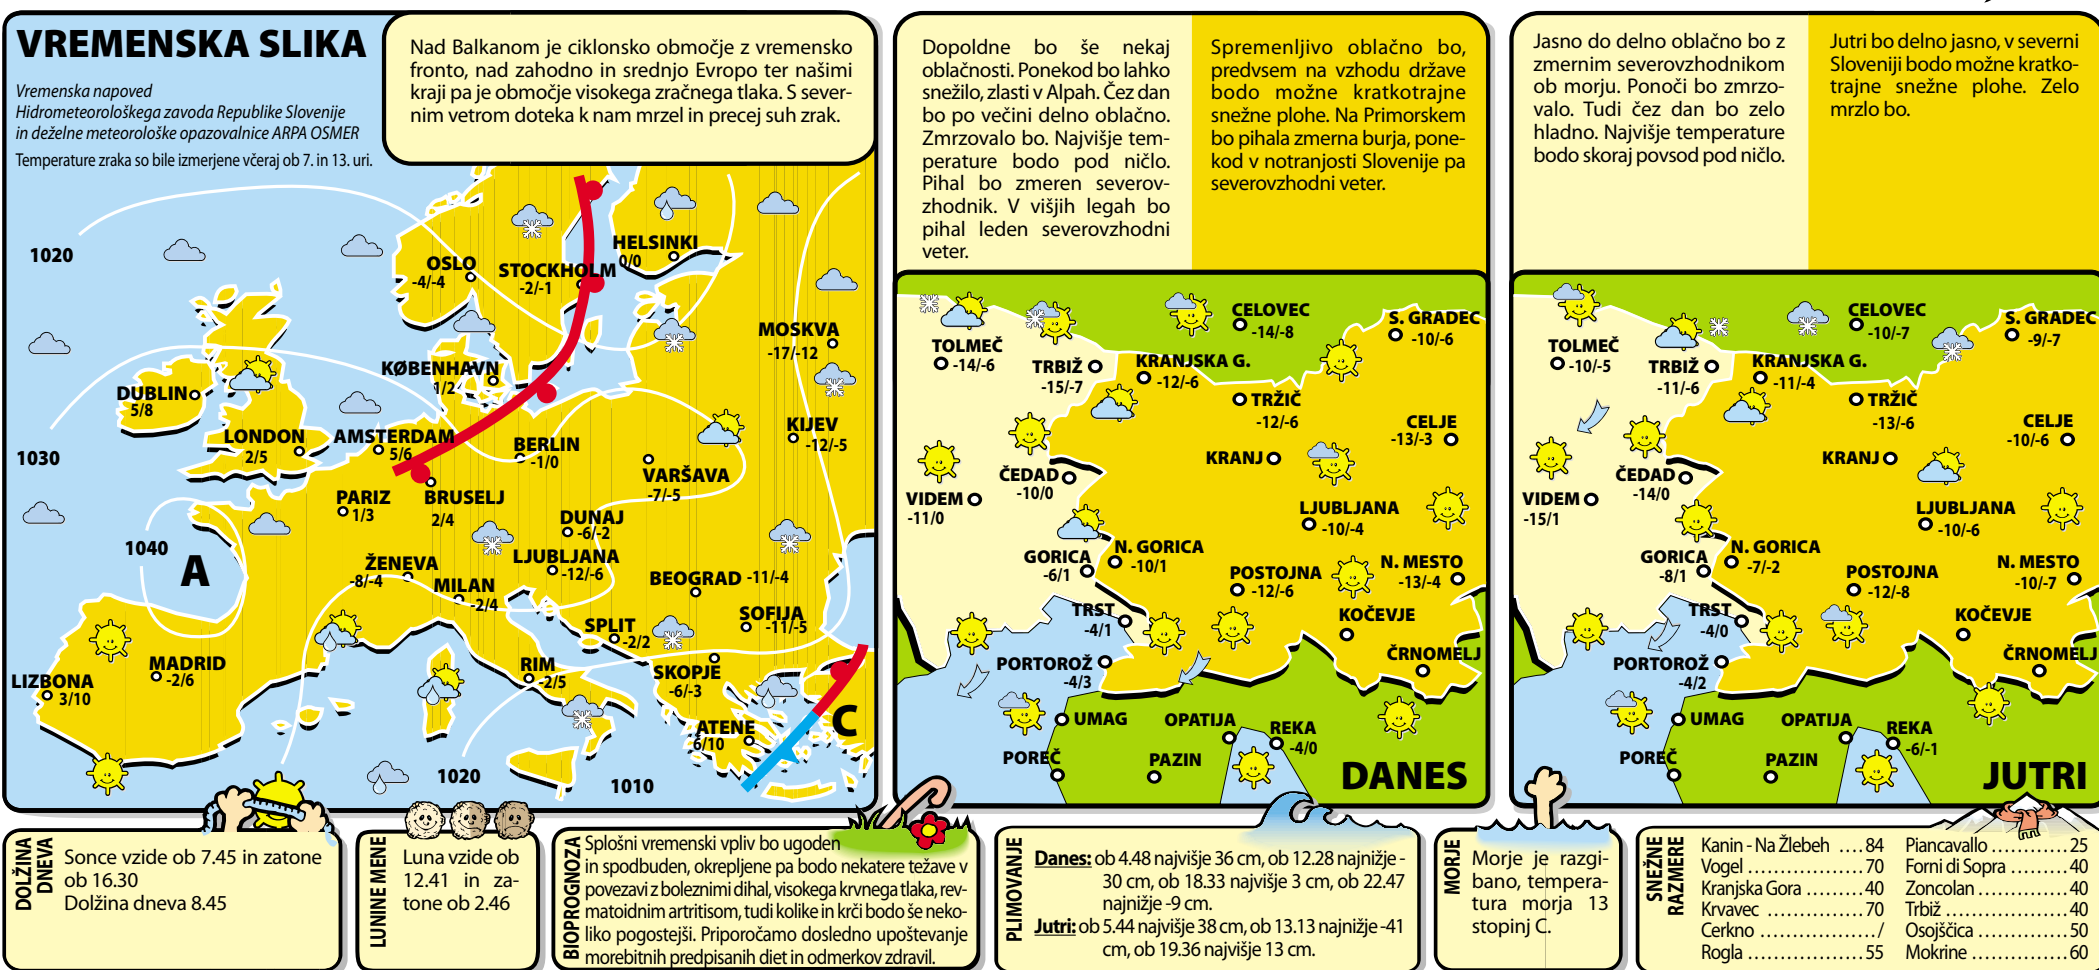 VREMENSKA SLIKA
Vremenska napoved
Hidrometeorološkega zavoda Republike Slovenije
in deželne meteorološke opazovalnice ARPA OSMER
Temperature zraka so bile izmerjene včeraj ob 7. in 13. uri.
Nad Balkanom je ciklonsko območje z vremensko
fronto, nad zahodno in srednjo Evropo ter našimi
kraji pa je območje visokega zračnega tlaka. S sever-
nim vetrom doteka k nam mrzel in precej suh zrak.
1020
OSLO
-4/-4
STOCKHOLM
-2/-1
HELSINKI
0/0
MOSKVA
-17/-12
KØBENHAVN
1/2
DUBLIN
5/8
LONDON
2/5
AMSTERDAM
5/6
BERLIN
-1/0
KIJEV
-12/-5
1030
VARŠAVA
-7/-5
PARIZ
1/3
BRUSELJ
2/4
DUNAJ
-6/-2
1040
A
ŽENEVA
-8/-4
MILAN
-2/4
LJUBLJANA
-12/-6
BEOGRAD -11/-4
SOFIJA
-11/-5
SPLIT
-2/2
LIZBONA
3/10
MADRID
-2/6
RIM
-2/5
SKOPJE
-6/-3
ATENE
6/10
C
1020
1010
Dopoldne bo še nekaj
oblačnosti. Ponekod bo lahko
snežilo, zlasti v Alpah. Čez dan
bo po večini delno oblačno.
Zmrzovalo bo. Najvišje tem-
perature bodo pod ničlo.
Pihal bo zmeren severov-
zhodnik. V višjih legah bo
pihal leden severovzhodni
veter.
Spremenljivo oblačno bo,
predvsem na vzhodu države
bodo možne kratkotrajne
snežne plohe. Na Primorskem
bo pihala zmerna burja, pone-
kod v notranjosti Slovenije pa
severovzhodni veter.
CELOVEC
-14/-8
S. GRADEC
-10/-6
TOLMEČ
-14/-6
TRBIŽ
-15/-7
KRANJSKA G.
-12/-6
TRŽIČ
-12/-6
CELJE
-13/-3
KRANJ
ČEDAD
-10/0
VIDEM
-11/0
LJUBLJANA
-10/-4
GORICA
-6/1
N. GORICA
-10/1
POSTOJNA
-12/-6
N. MESTO
-13/-4
TRST
-4/1
KOČEVJE
PORTOROŽ
-4/3
ČRNOMELJ
UMAG
OPATIJA
REKA
-4/0
POREČ
PAZIN
DANES
Jasno do delno oblačno bo z
zmernim severovzhodnikom
ob morju. Ponoči bo zmrzo-
valo. Tudi čez dan bo zelo
hladno. Najvišje temperature
bodo skoraj povsod pod ničlo.
Jutri bo delno jasno, v severni
Sloveniji bodo možne kratko-
trajne snežne plohe. Zelo
mrzlo bo.
CELOVEC
-10/-7
S. GRADEC
-9/-7
TOLMEČ
-10/-5
TRBIŽ
-11/-6
KRANJSKA G.
-11/-4
TRŽIČ
-13/-6
CELJE
-10/-6
KRANJ
ČEDAD
-14/0
VIDEM
-15/1
LJUBLJANA
-10/-6
GORICA
-8/1
N. GORICA
-7/-2
POSTOJNA
-12/-8
N. MESTO
-10/-7
TRST
-4/0
KOČEVJE
PORTOROŽ
-4/2
ČRNOMELJ
UMAG
OPATIJA
REKA
-6/-1
POREČ
PAZIN
JUTRI
DOLŽINA
DNEVA
Sonce vzide ob 7.45 in zatone
ob 16.30
Dolžina dneva 8.45
LUNINE MENE
Luna vzide ob
12.41 in za-
tone ob 2.46
BIOPROGNOZA
Splošni vremenski vpliv bo ugoden
in spodbuden, okrepljene pa bodo nekatere težave v
povezavi z boleznimi dihal, visokega krvnega tlaka, rev-
matoidnim artritisom, tudi kolike in krči bodo še neko-
liko pogostejši. Priporočamo dosledno upoštevanje
morebitnih predpisanih diet in odmerkov zdravil.
PLIMOVANJE
Danes: ob 4.48 najvišje 36 cm, ob 12.28 najnižje -
30 cm, ob 18.33 najvišje 3 cm, ob 22.47
najnižje -9 cm.
Jutri: ob 5.44 najvišje 38 cm, ob 13.13 najnižje -41
cm, ob 19.36 najvišje 13 cm.
MORJE
Morje je razgi-
bano, tempera-
tura morja 13
stopinj C.
SNEŽNE
RAZMERE
Kanin - Na Žlebeh ....84
Vogel ....................70
Kranjska Gora ..........40
Krvavec ..................70
Cerkno ..................../
Rogla .....................55
Piancavallo ..............25
Forni di Sopra ..........40
Zoncolan ................40
Trbiž ......................40
Osojščica ................50
Mokrine ..................60